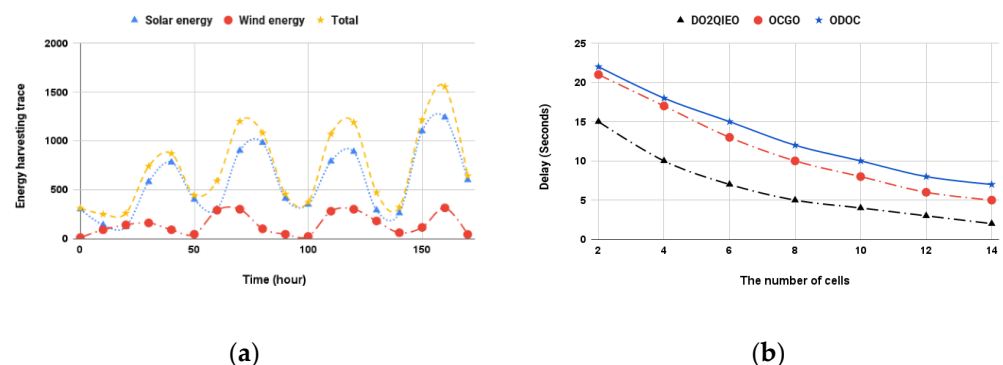 Solar energy Wind energy Total
Energy harvesting trace
2000
1500
1000
500
0
0 50 100 150
Time (hour)
(a)
DO2QIEO OCGO ODOC
Delay (Seconds)
25
20
15
10
5
0
2 4 6 8 10 12 14
The number of cells
(b)